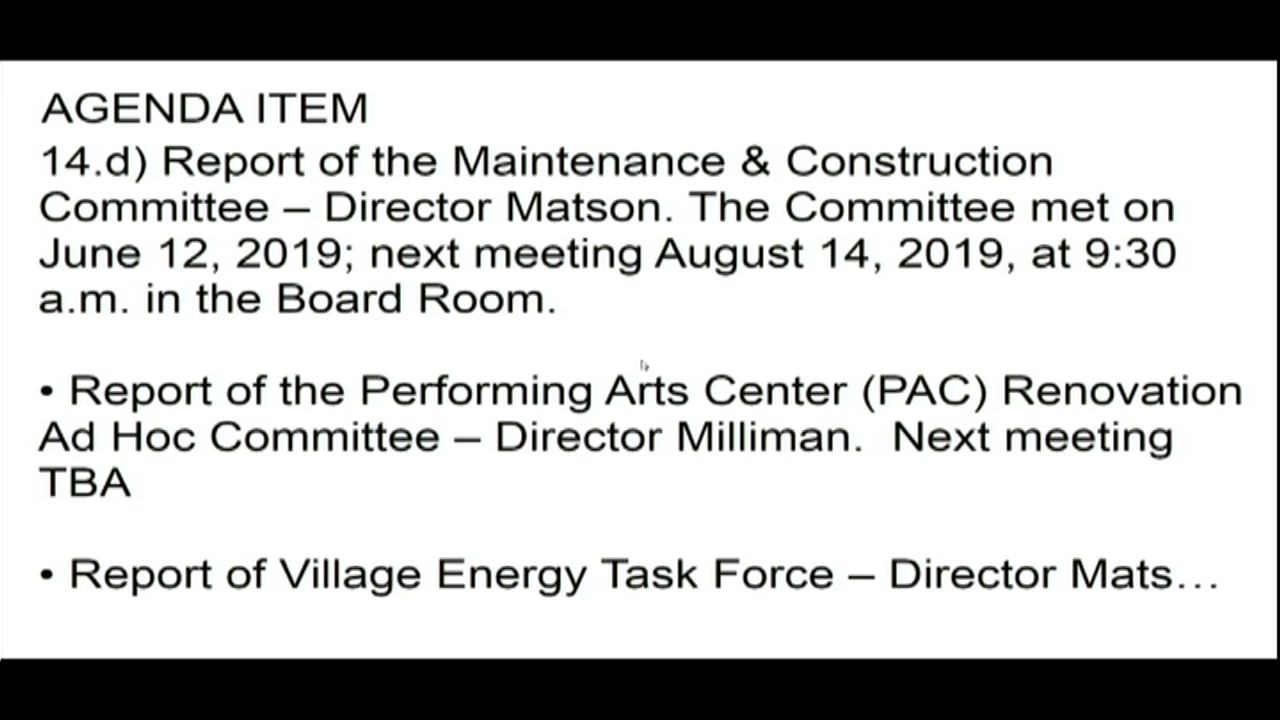 AGENDA ITEM
14.d) Report of the Maintenance & Construction
Committee – Director Matson. The Committee met on
June 12, 2019; next meeting August 14, 2019, at 9:30
a.m. in the Board Room.
• Report of the Performing Arts Center (PAC) Renovation
Ad Hoc Committee – Director Milliman.  Next meeting
TBA
• Report of Village Energy Task Force – Director Mats…